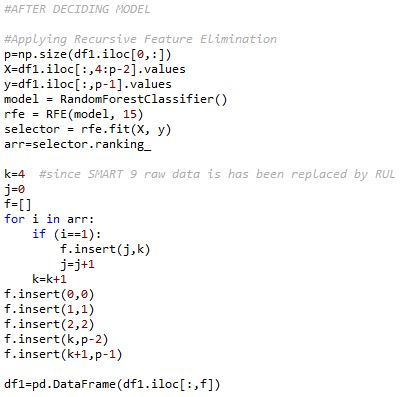 #AFTER DECIDING MODEL
#Applying Recursive Feature Elimination
p=np.size(df1.iloc[0,:])
X=df1.iloc[:,4:p-2].values
y=df1.iloc[:,p-1].values
model = RandomForestClassifier()
rfe = RFE(model, 15)
selector = rfe.fit(X, y)
arr=selector.ranking_
k=4  #since SMART 9 raw data is has been replaced by RUL
j=0
f=[]
for i in arr:
    if (i==1):
        f.insert(j,k)
        j=j+1
    k=k+1
f.insert(0,0)
f.insert(1,1)
f.insert(2,2)
f.insert(k,p-2)
f.insert(k+1,p-1)
df1=pd.DataFrame(df1.iloc[:,f])